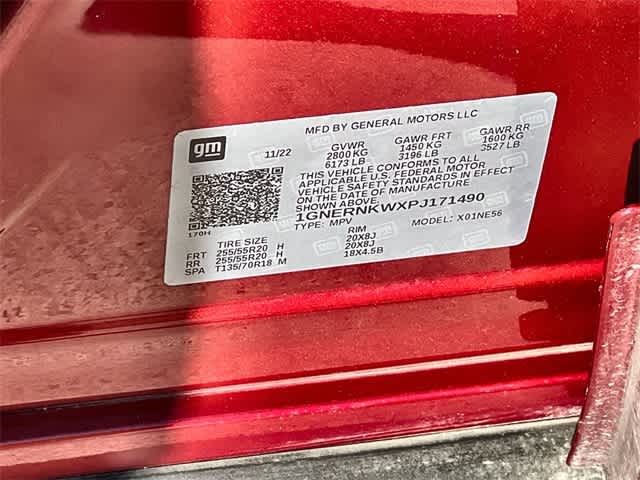 MFD BY GENERAL MOTORS LLC
gm
11/22
GVWR GAWR FRT GAWR RR
2800 KG 1450 KG 1600 KG
6173 LB 3196 LB 3527 LB
THIS VEHICLE CONFORMS TO ALL
APPLICABLE U.S. FEDERAL MOTOR
VEHICLE SAFETY STANDARDS IN EFFECT
ON THE DATE OF MANUFACTURE
SHOWN ABOVE.
1GNERNKWXPJ171490
TYPE: MPV MODEL: X01NE56
170H
TIRE SIZE RIM
FRT 255/55R20 H 20X8J
RR 255/55R20 H 20X8J
SPA T135/70R18 M 18X4.5B